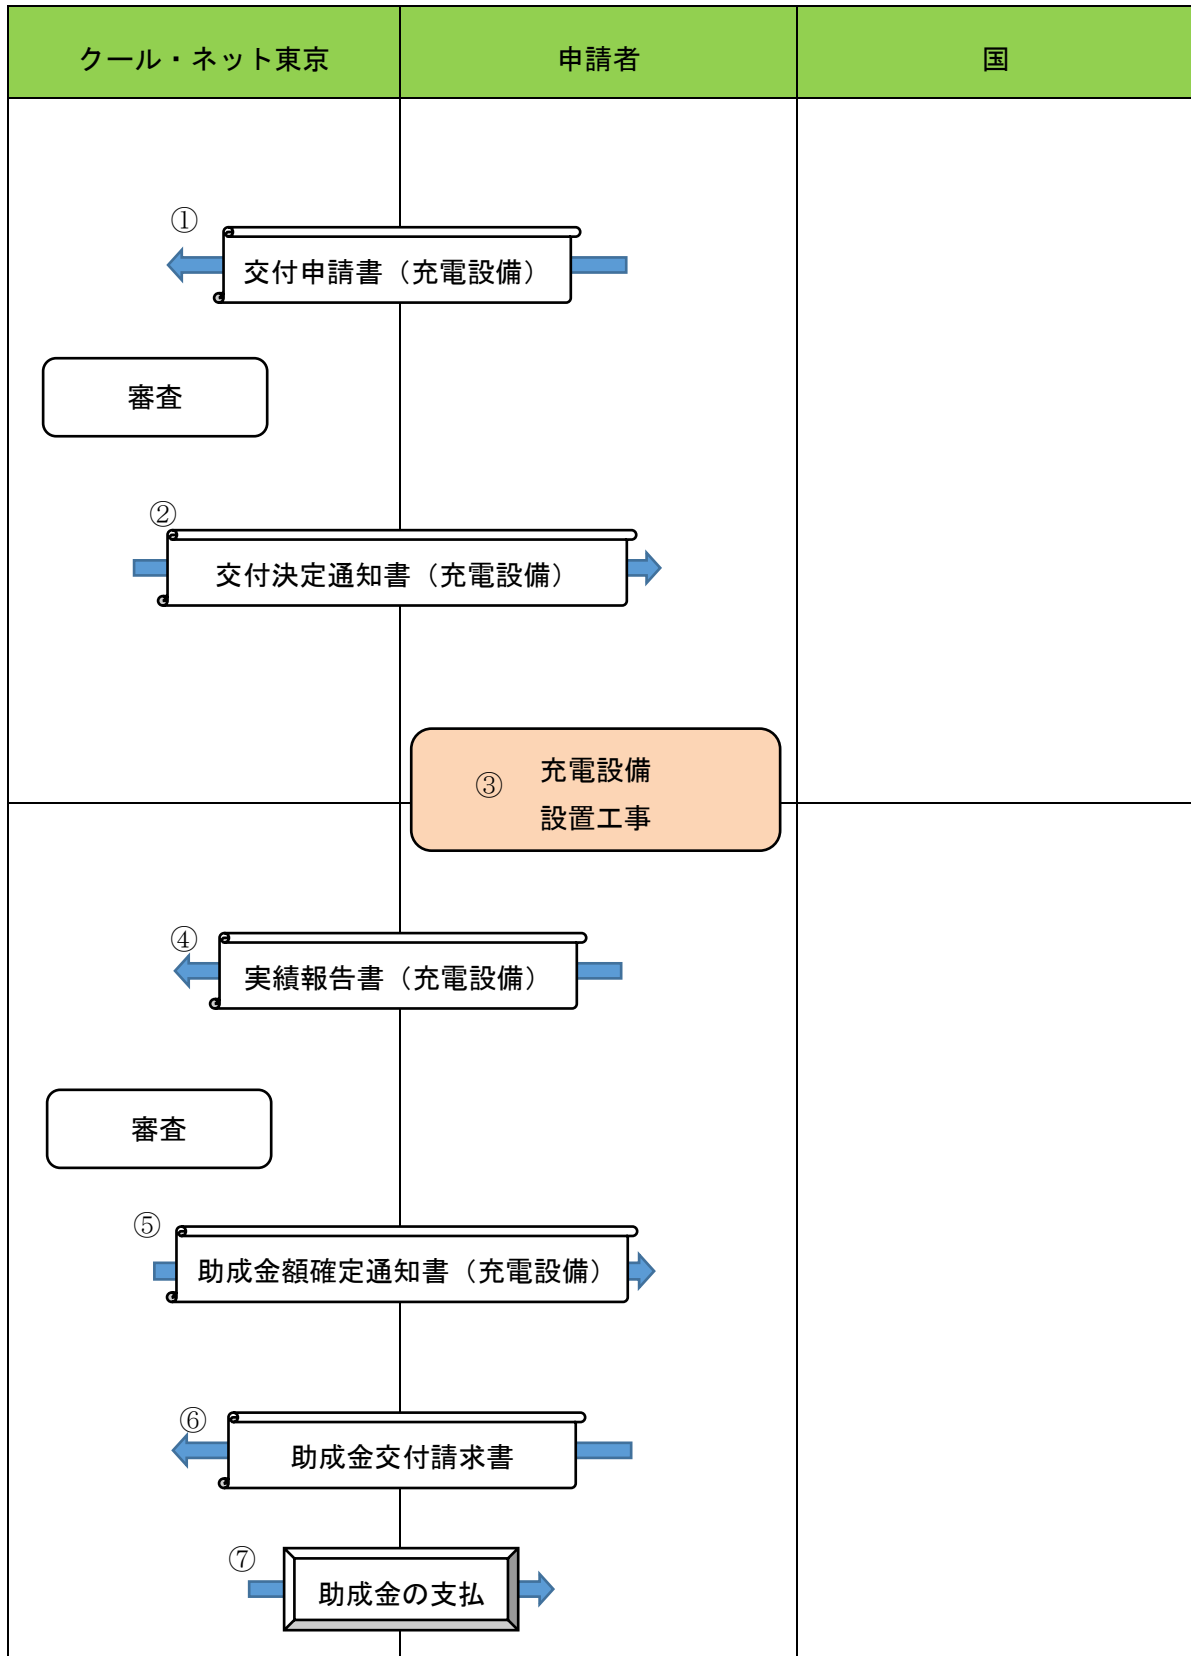 クール・ネット東京
申請者
国
①
交付申請書（充電設備）
審査
②
交付決定通知書（充電設備）
③
充電設備
設置工事
④
実績報告書（充電設備）
審査
⑤
助成金額確定通知書（充電設備）
⑥
助成金交付請求書
⑦
助成金の支払